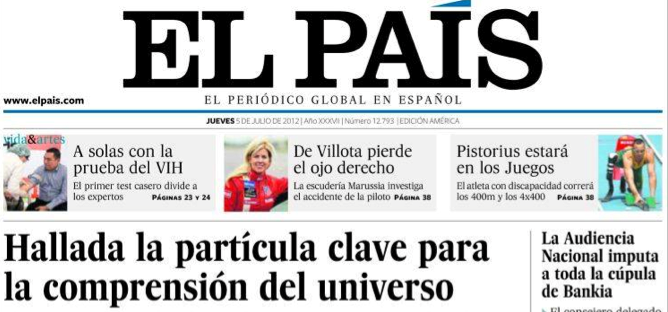 EL PAÍS
www.elpais.com
EL PERIÓDICO GLOBAL EN ESPAÑOL
JUEVES 5 DE JULIO DE 2012 | Año XXXVII | Número 12.793 | EDICIÓN AMÉRICA
vida&artes
A solas con la
prueba del VIH
El primer test casero divide a
los expertos PÁGINAS 23 Y 24
De Villota pierde
el ojo derecho
La escudería Marussia investiga
el accidente de la piloto PÁGINA 38
Pistorius estará
en los Juegos
El atleta con discapacidad correrá
los 400m y los 4x400 PÁGINA 38
Hallada la partícula clave para
la comprensión del universo
La Audiencia
Nacional imputa
a toda la cúpula
de Bankia
El consejero delegado